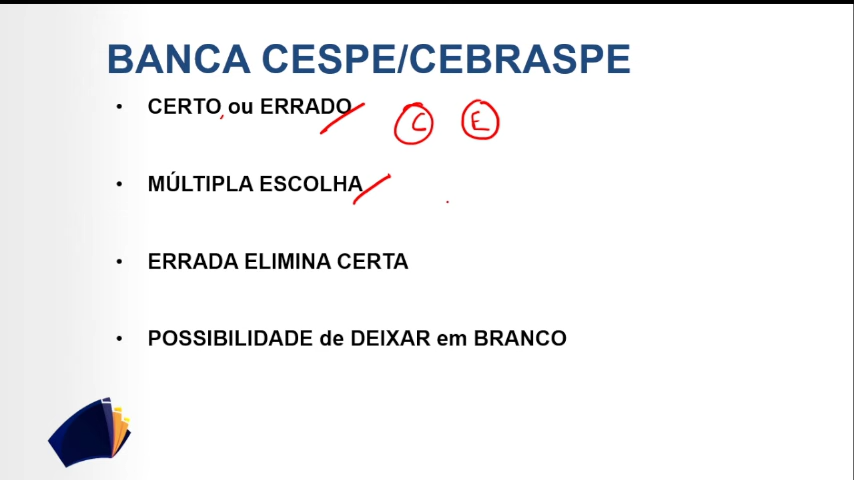 BANCA CESPE/CEBRASPE
• CERTO ou ERRADO C E
• MÚLTIPLA ESCOLHA
• ERRADA ELIMINA CERTA
• POSSIBILIDADE de DEIXAR em BRANCO